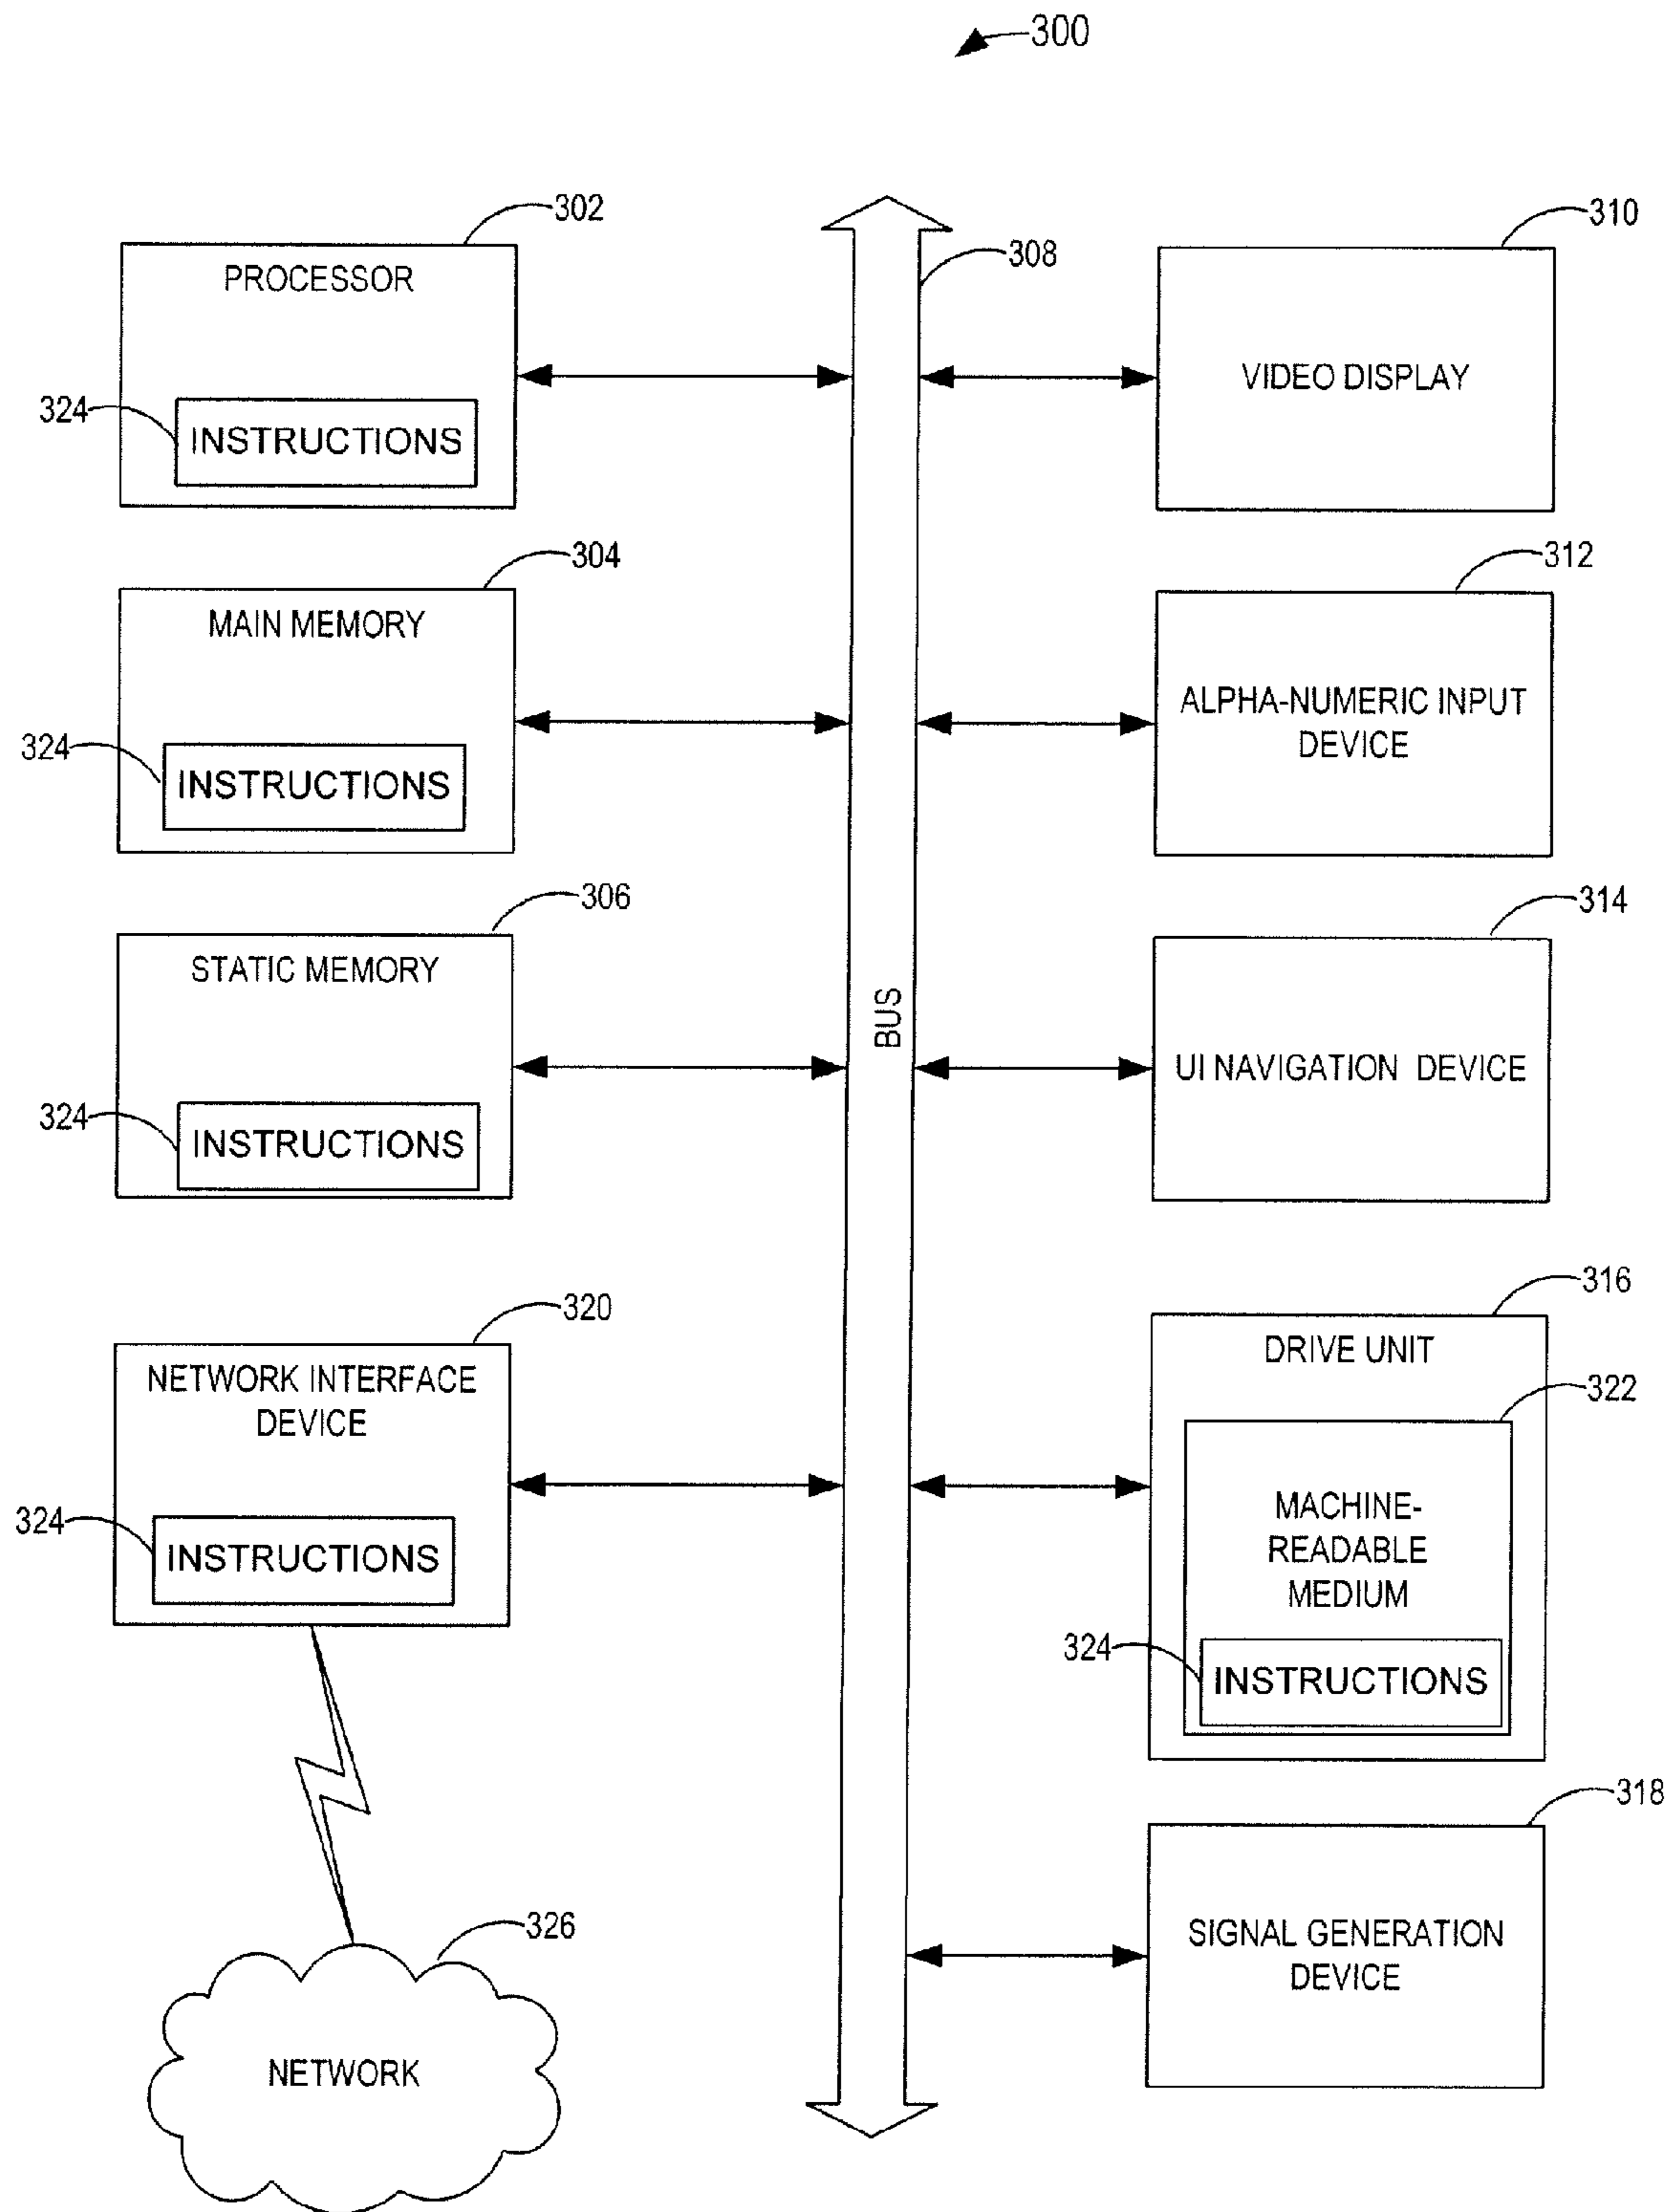 300
302
PROCESSOR
324
INSTRUCTIONS
304
MAIN MEMORY
324
INSTRUCTIONS
306
STATIC MEMORY
324
INSTRUCTIONS
320
NETWORK INTERFACE
DEVICE
324
INSTRUCTIONS
326
NETWORK
308
BUS
310
VIDEO DISPLAY
312
ALPHA-NUMERIC INPUT
DEVICE
314
UI NAVIGATION DEVICE
316
DRIVE UNIT
322
MACHINE-
READABLE
MEDIUM
324
INSTRUCTIONS
318
SIGNAL GENERATION
DEVICE